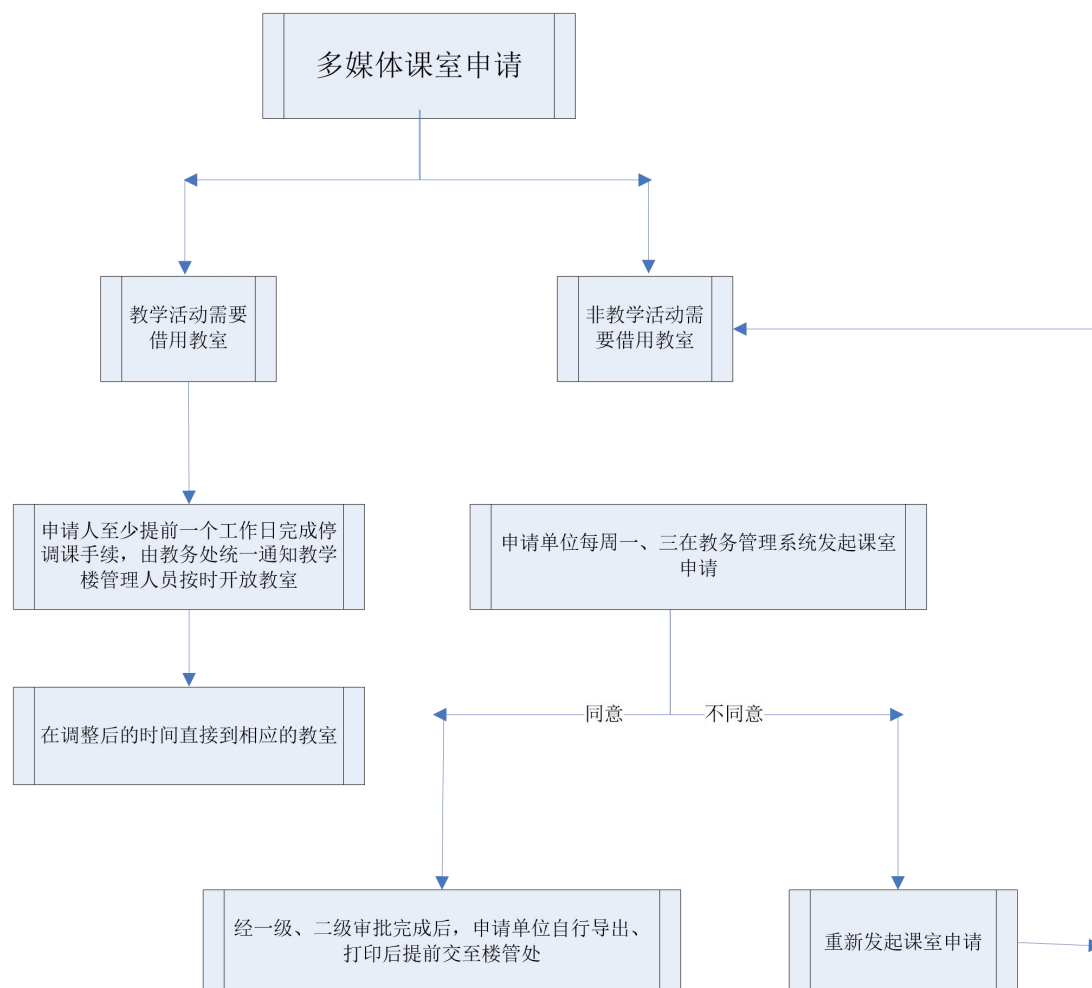 多媒体课室申请
教学活动需要
借用教室
非教学活动需
要借用教室
申请人至少提前一个工作日完成停
调课手续，由教务处统一通知教学
楼管理人员按时开放教室
申请单位每周一、三在教务管理系统发起课室
申请
在调整后的时间直接到相应的教室
同意
不同意
经一级、二级审批完成后，申请单位自行导出、
打印后提前交至楼管处
重新发起课室申请